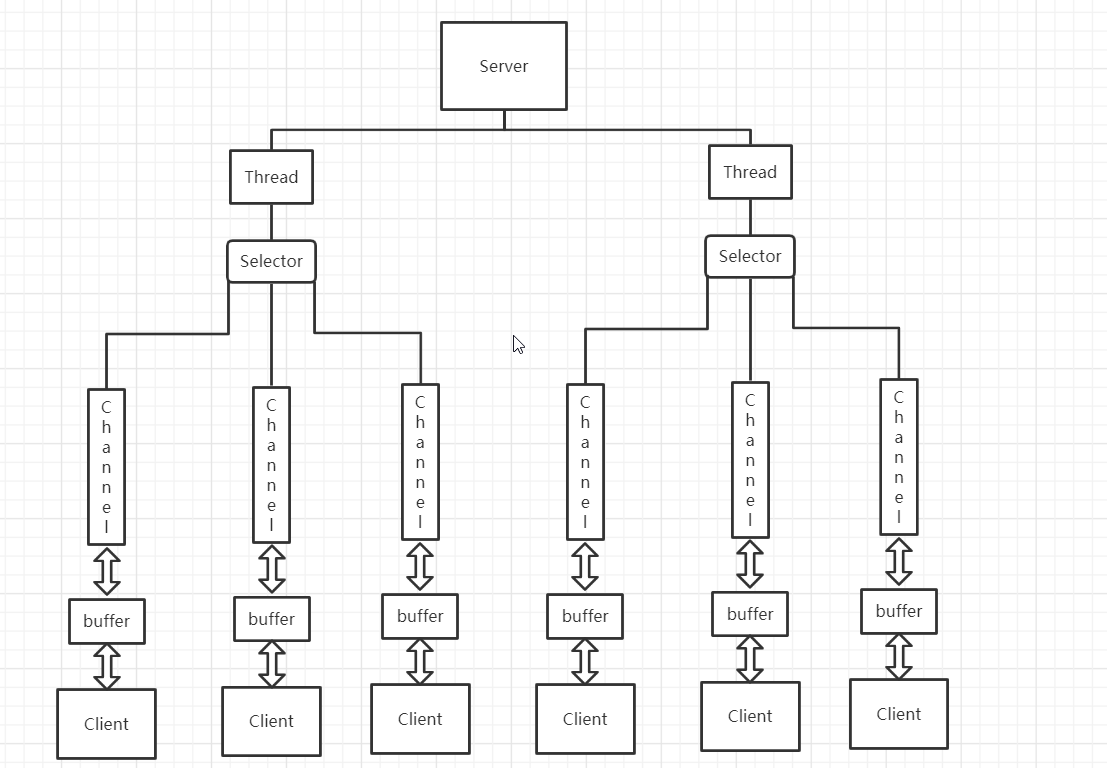 Server
Thread
Thread
Selector
Selector
Channel
Channel
Channel
Channel
Channel
Channel
buffer
buffer
buffer
buffer
buffer
buffer
Client
Client
Client
Client
Client
Client